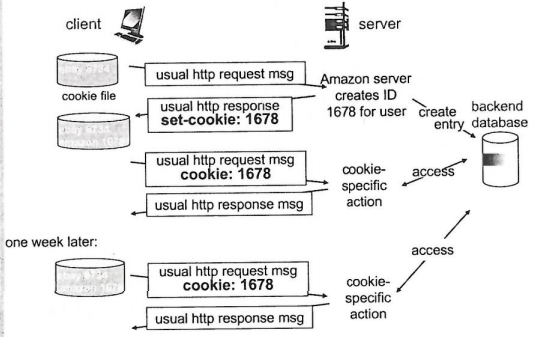 client
server
usual http request msg
cookie file
Amazon server
creates ID
1678 for user
usual http response
set-cookie: 1678
create
entry
backend
database
usual http request msg
cookie: 1678
cookie-
specific
action
access
usual http response msg
one week later:
access
usual http request msg
cookie: 1678
cookie-
specific
action
usual http response msg